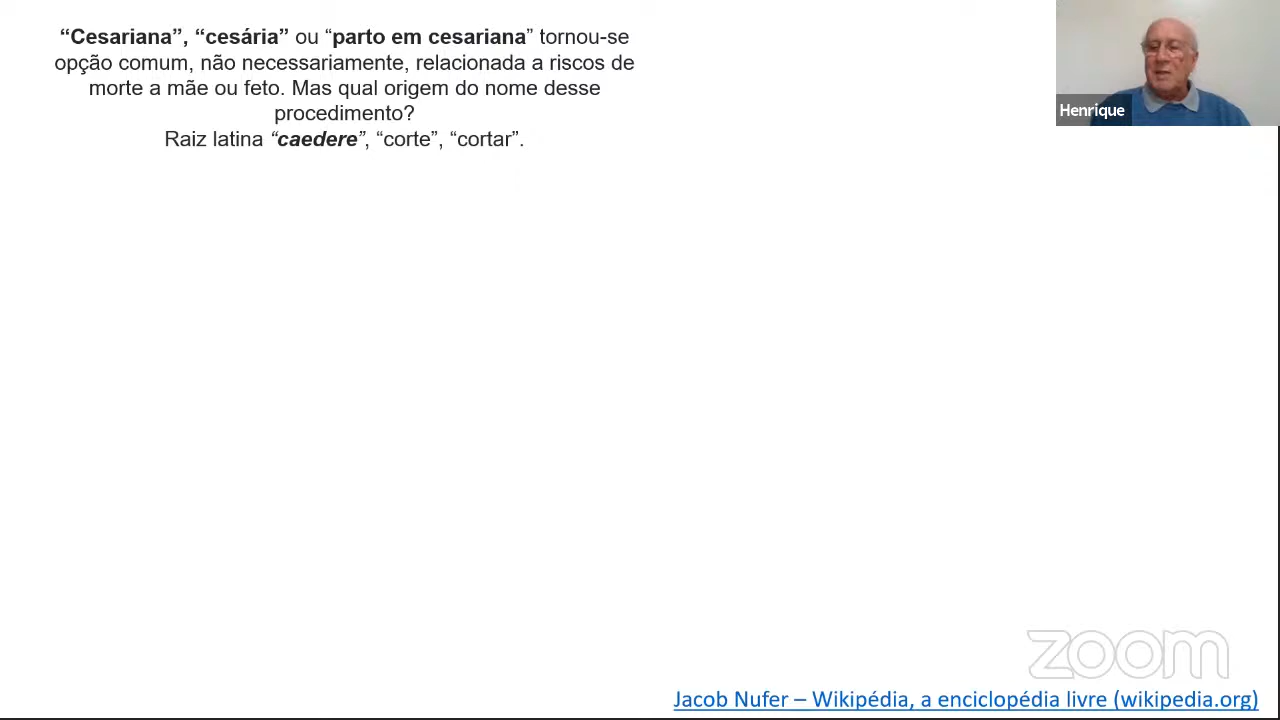 “Cesariana”, “cesária” ou “parto em cesariana” tornou-se
opção comum, não necessariamente, relacionada a riscos de
morte a mãe ou feto. Mas qual origem do nome desse
procedimento?
Raiz latina “caedere”, “corte”, “cortar”.
Henrique
zoom
Jacob Nufer – Wikipédia, a enciclopédia livre (wikipedia.org)